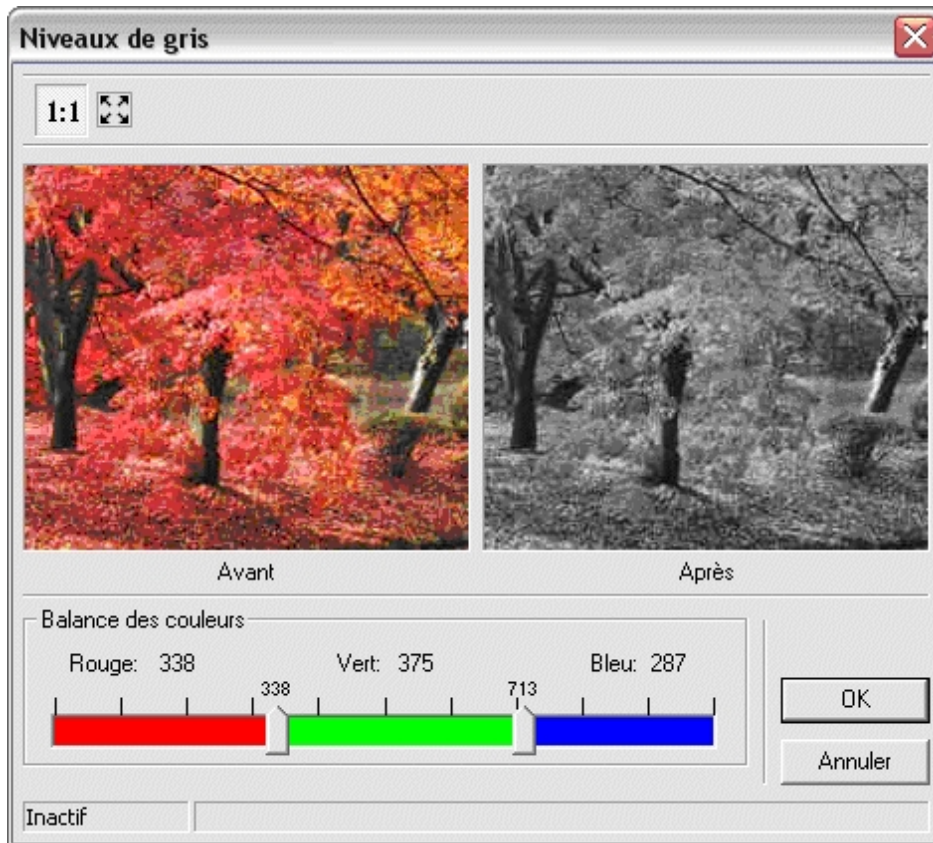 Niveaux de gris
1:1
Avant
Après
Balance des couleurs
Rouge: 338
Vert: 375
Bleu: 287
338
713
OK
Annuler
Inactif